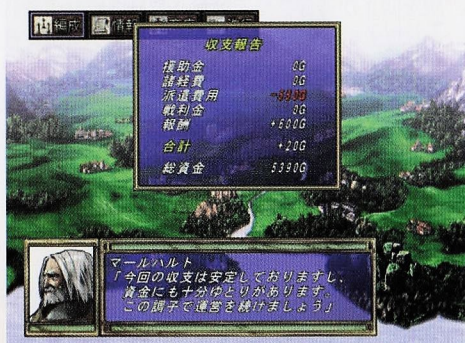 編成 情報
収支報告
援助金 0G
諸経費 0G
派遣費用
戦利金 0G
報酬 +600G
合計 +20G
総資金 5390G
マールハルト
「今回の収支は安定しておりますし、
資金にも十分ゆとりがあります。
この調子で運営を続けましょう」